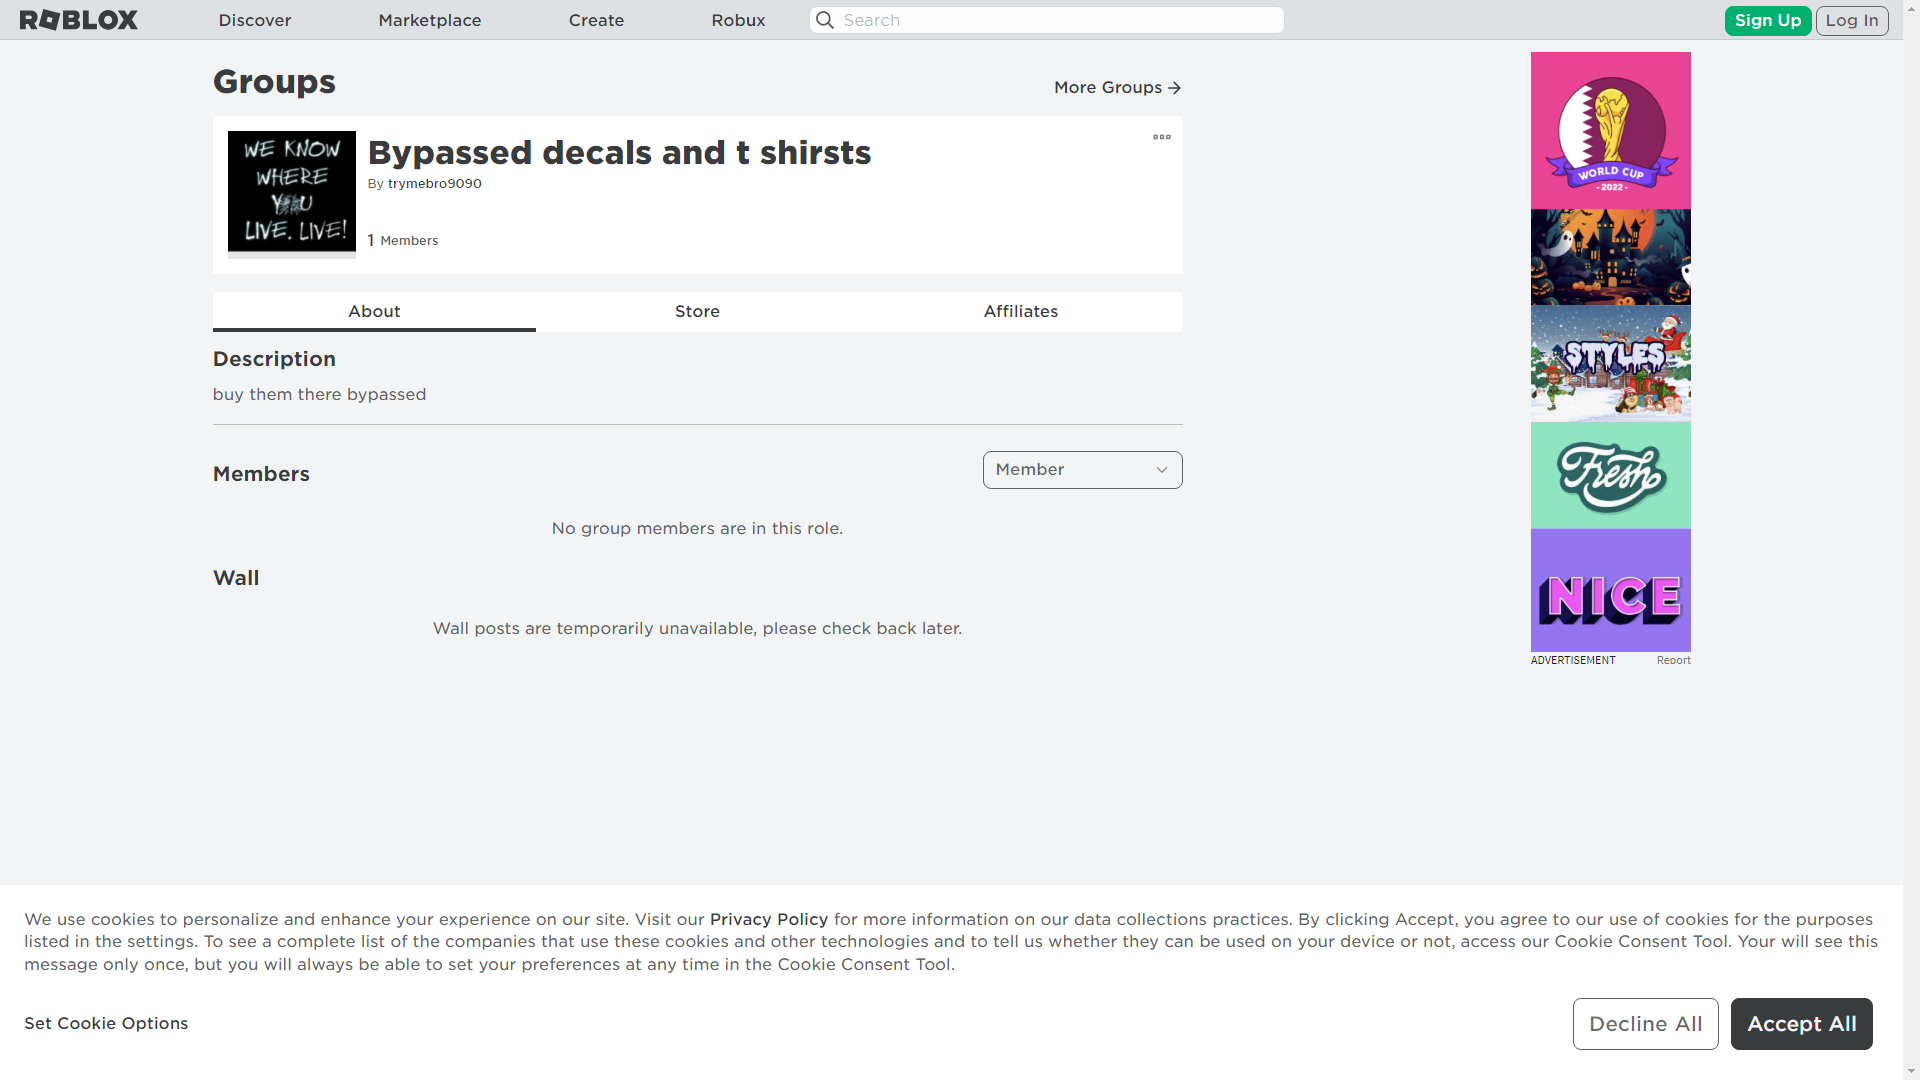 ROBLOX
Discover
Marketplace
Create
Robux
Search
Sign Up
Log In
Groups
More Groups
WE KNOW
WHERE
YOU
LIVE. LIVE!
Bypassed decals and t shirsts
By trymebro9090
1 Members
About
Store
Affiliates
Description
buy them there bypassed
Members
Member
No group members are in this role.
Wall
Wall posts are temporarily unavailable, please check back later.
WORLD CUP
- 2022 -
STYLES
Fresh
NICE
ADVERTISEMENT
Report
We use cookies to personalize and enhance your experience on our site. Visit our Privacy Policy for more information on our data collections practices. By clicking Accept, you agree to our use of cookies for the purposes
listed in the settings. To see a complete list of the companies that use these cookies and other technologies and to tell us whether they can be used on your device or not, access our Cookie Consent Tool. Your will see this
message only once, but you will always be able to set your preferences at any time in the Cookie Consent Tool.
Set Cookie Options
Decline All
Accept All